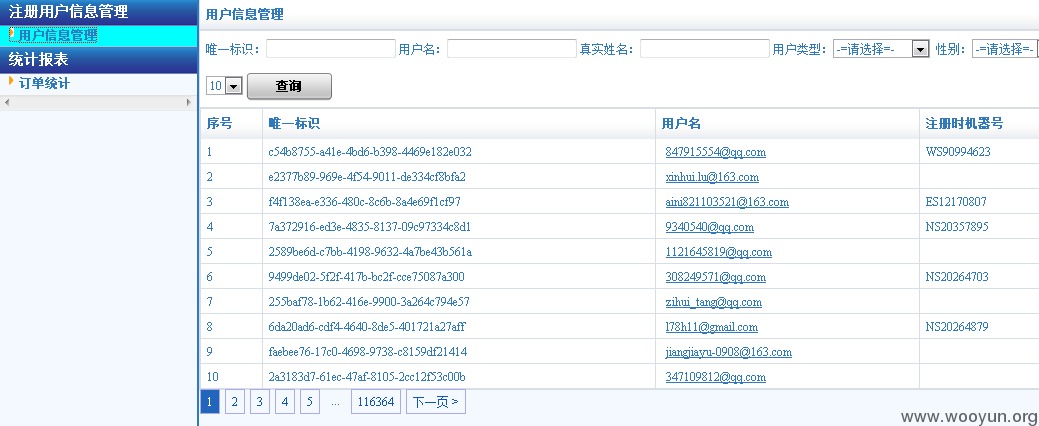 注册用户信息管理
用户信息管理
统计报表
订单统计
用户信息管理
唯一标识: 用户名: 真实姓名: 用户类型: -=请选择=- 性别: -=请选择=-
10 查询
序号 唯一标识 用户名 注册时机器号
1 c54b8755-a41e-4bd6-b398-4469e182e032 847915554@qq.com WS90994623
2 e2377b89-969e-4f54-9011-de334cf8bfa2 xinhui.lu@163.com
3 f4f138ea-e336-480c-8c6b-8a4e69f1cf97 aini821103521@163.com ES12170807
4 7a372916-ed3e-4835-8137-09c97334c8d1 9340540@qq.com NS20357895
5 2589be6d-c7bb-4198-9632-4a7be43b561a 1121645819@qq.com
6 9499de02-5f2f-417b-bc2f-cce75087a300 308249571@qq.com NS20264703
7 255baf78-1b62-416e-9900-3a264c794e57 zihui_tang@qq.com
8 6da20ad6-cdf4-4640-8de5-401721a27aff l78h11@gmail.com NS20264879
9 faebee76-17c0-4698-9738-c8159df21414 jiangjiayu-0908@163.com
10 2a3183d7-61ec-47af-8105-2cc12f53c00b 347109812@qq.com
1 2 3 4 5 ... 116364 下一页 >
www.wooyun.org